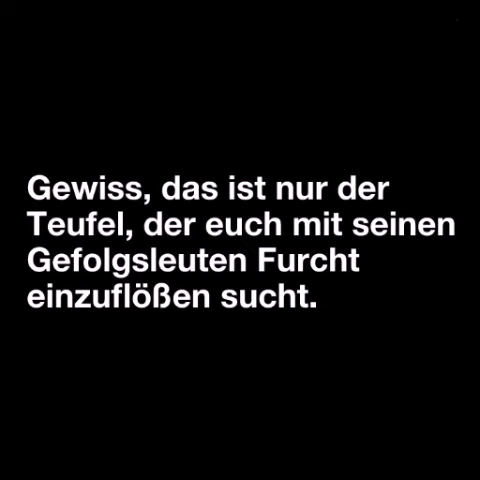 Gewiss, das ist nur der
Teufel, der euch mit seinen
Gefolgsleuten Furcht
einzuflößen sucht.